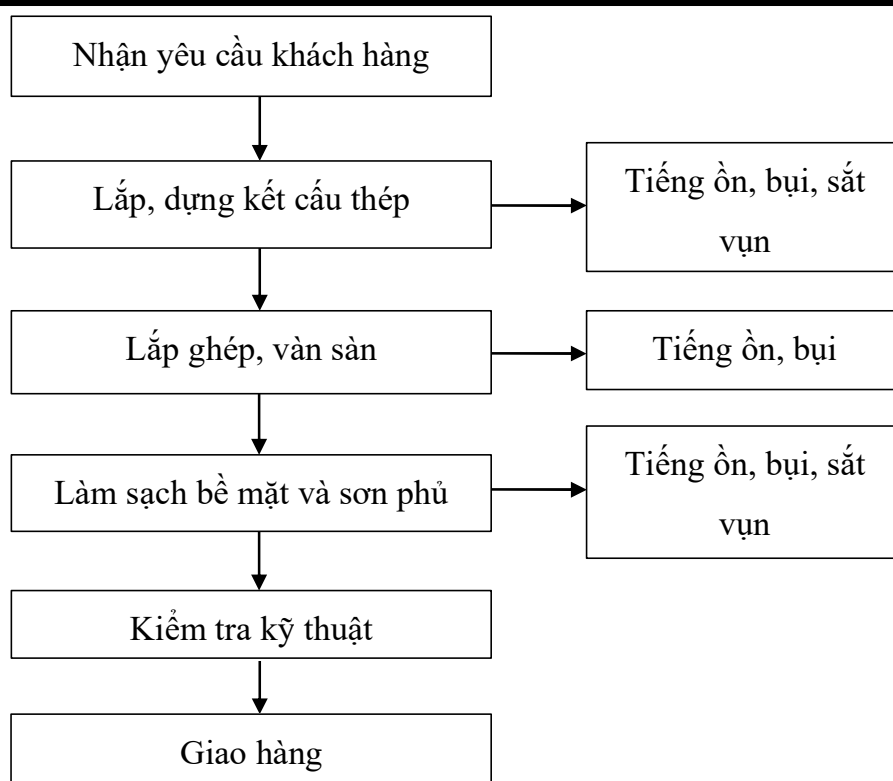 Nhận yêu cầu khách hàng
Lắp, dựng kết cấu thép
Tiếng ồn, bụi, sắt
vụn
Lắp ghép, vàn sàn
Tiếng ồn, bụi
Làm sạch bề mặt và sơn phủ
Tiếng ồn, bụi, sắt
vụn
Kiểm tra kỹ thuật
Giao hàng